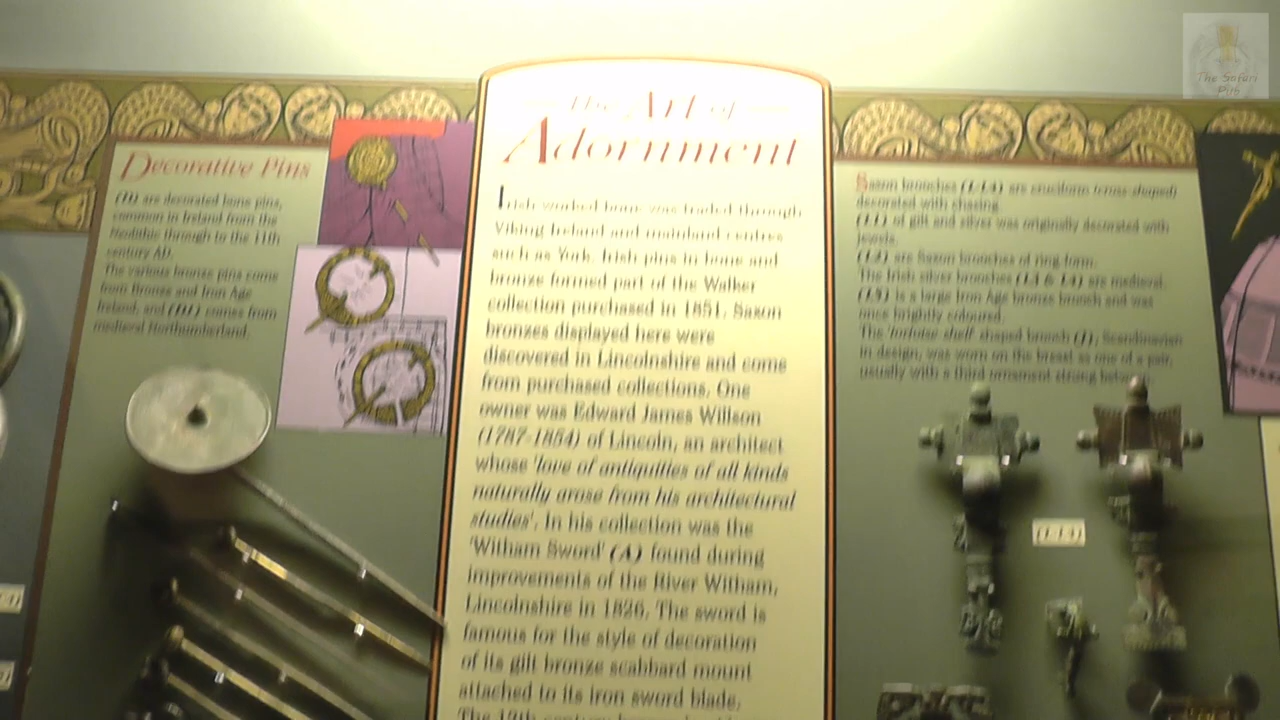 The Safari
Decorative Pins
are decorated bone pins,
common in Ireland from the
Neolithic through to the 11th
century AD.
The various bronze pins come
from Bronze and Iron Age
Ireland, and comes from
medieval Northumberland.
The Art of
Adornment
Irish worked bone was traded through
Viking Ireland and mainland centres
such as York. Irish pins in bone and
bronze formed part of the Walker
collection purchased in 1851. Saxon
bronzes displayed here were
discovered in Lincolnshire and come
from purchased collections. One
owner was Edward James Willson
(1787-1854) of Lincoln, an architect
whose 'love of antiquities of all kinds
naturally arose from his architectural
studies'. In his collection was the
'Witham Sword' (A) found during
improvements of the River Witham,
Lincolnshire in 1826. The sword is
famous for the style of decoration
of its gilt bronze scabbard mount
attached to its iron sword blade.
The
Saxon brooches are cruciform (cross-shaped)
decorated with chasing.
of gilt and silver was originally decorated with
jewels.
are Saxon brooches of ring form.
The Irish silver brooches are medieval.
is a large Iron Age bronze brooch and was
once brightly coloured.
The 'tortoise shell' shaped brooch (J), Scandinavian
in design, was worn on the breast as one of a pair,
usually with a third ornament strung